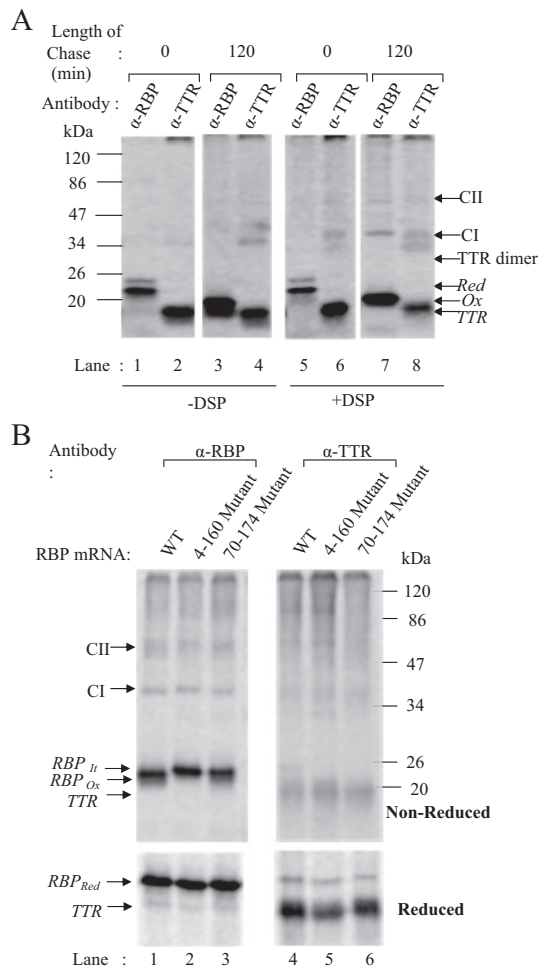 A
Length of
Chase : 0 120 0 120
(min)
Antibody : α-RBP α-TTR α-RBP α-TTR α-RBP α-TTR α-RBP α-TTR
kDa
120
86
47
34
26
20
CII
CI
TTR dimer
Red
Ox
TTR
Lane : 1 2 3 4 5 6 7 8
-DSP +DSP
B
Antibody α-RBP α-TTR
:
RBP mRNA: WT 4-160 Mutant 70-174 Mutant WT 4-160 Mutant 70-174 Mutant
kDa
120
CII 86
47
CI
34
RBP It 26
RBP Ox 20
TTR
Non-Reduced
RBP Red
TTR Reduced
Lane : 1 2 3 4 5 6